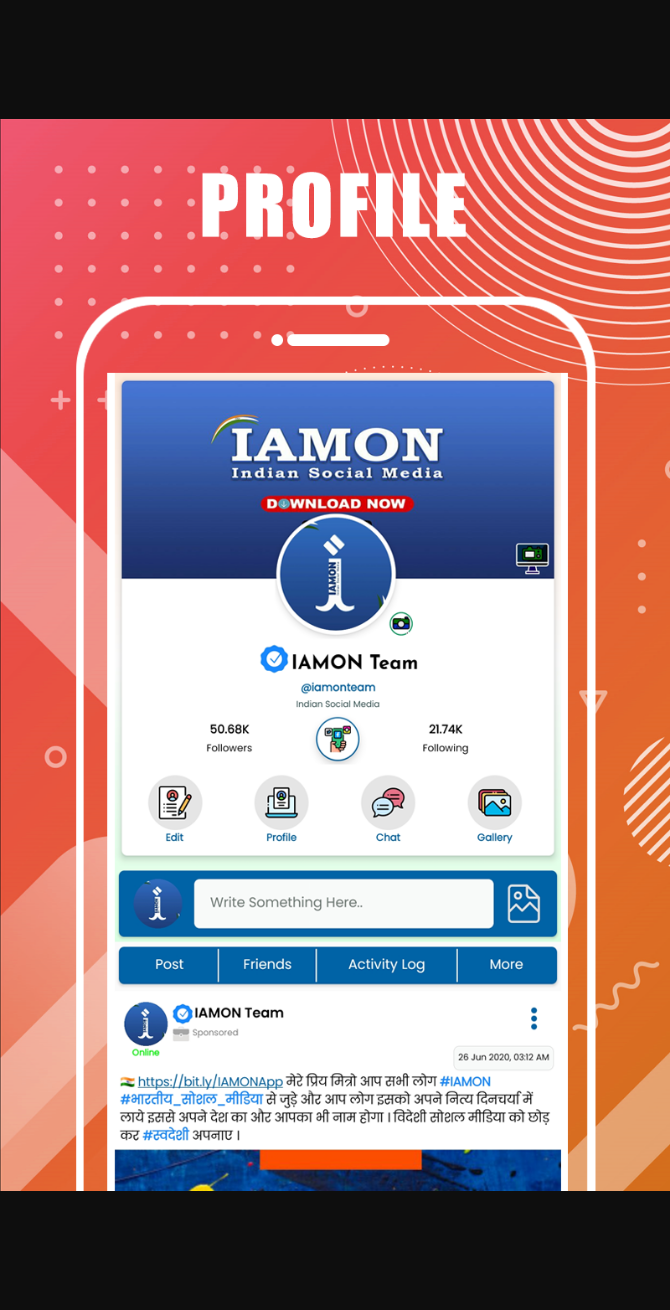 PROFILE
IAMON
Indian Social Media
DOWNLOAD NOW
IAMON
IAMON Team
@iamonteam
Indian Social Media
50.68K
Followers
21.74K
Following
Edit
Profile
Chat
Gallery
Write Something Here..
Post
Friends
Activity Log
More
IAMON Team
Sponsored
Online
26 Jun 2020, 03:12 AM
https://bit.ly/IAMONApp मेरे प्रिय मित्रो आप सभी लोग #IAMON
#भारतीय_सोशल_मीडिया से जुड़े और आप लोग इसको अपने नित्य दिनचर्या में
लाये इससे अपने देश का और आपका भी नाम होगा । विदेशी सोशल मीडिया को छोड़
कर #स्वदेशी अपनाए ।